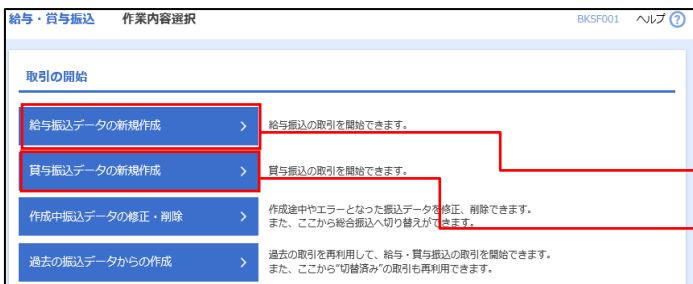 給与・賞与振込 作業内容選択 BKSF001 ヘルプ ?
取引の開始
給与振込データの新規作成 > 給与振込の取引を開始できます。
賞与振込データの新規作成 > 賞与振込の取引を開始できます。
作成中振込データの修正・削除 > 作成途中やエラーとなった振込データを修正、削除できます。
また、ここから総合振込へ切り替えができます。
過去の振込データからの作成 > 過去の取引を再利用して、給与・賞与振込の取引を開始できます。
また、ここから“切替済み”の取引も再利用できます。